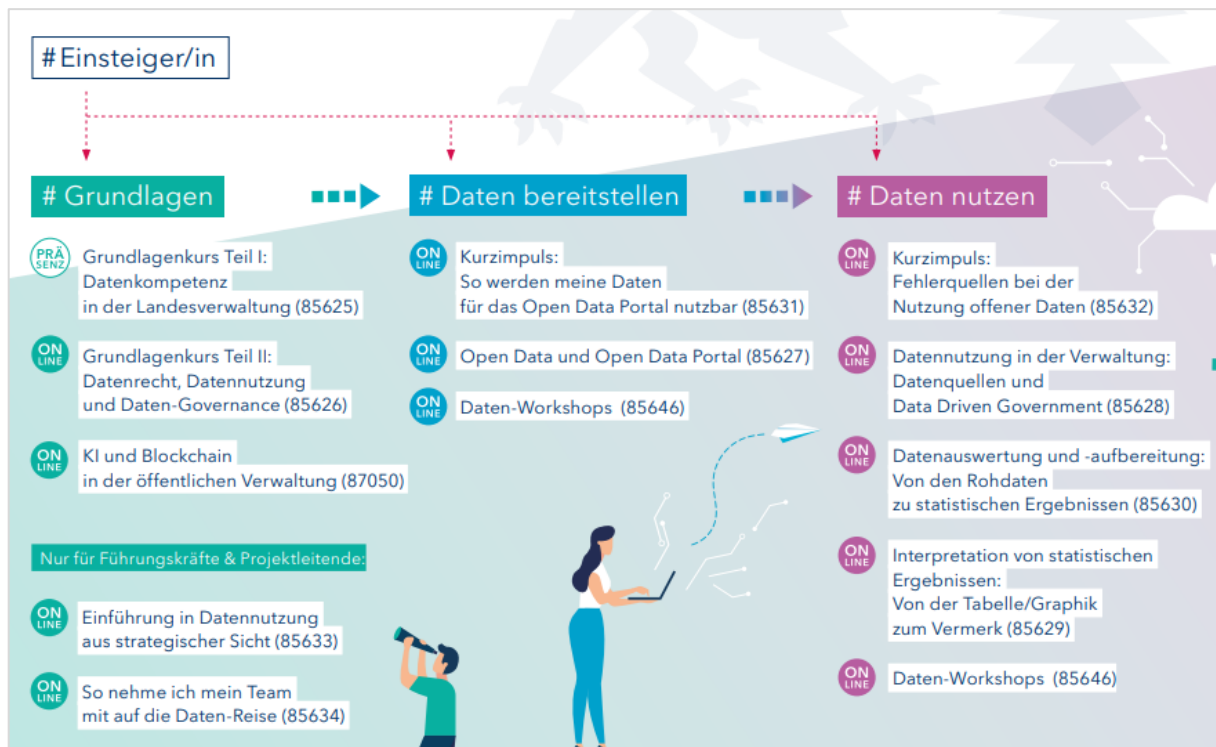 #Einsteiger/in
# Grundlagen
PRÄ
SENZ
Grundlagenkurs Teil I:
Datenkompetenz
in der Landesverwaltung (85625)
ON
LINE
Grundlagenkurs Teil II:
Datenrecht, Datennutzung
und Daten-Governance (85626)
ON
LINE
KI und Blockchain
in der öffentlichen Verwaltung (87050)
Nur für Führungskräfte & Projektleitende:
ON
LINE
Einführung in Datennutzung
aus strategischer Sicht (85633)
ON
LINE
So nehme ich mein Team
mit auf die Daten-Reise (85634)
# Daten bereitstellen
ON
LINE
Kurzimpuls:
So werden meine Daten
für das Open Data Portal nutzbar (85631)
ON
LINE
Open Data und Open Data Portal (85627)
ON
LINE
Daten-Workshops (85646)
# Daten nutzen
ON
LINE
Kurzimpuls:
Fehlerquellen bei der
Nutzung offener Daten (85632)
ON
LINE
Datennutzung in der Verwaltung:
Datenquellen und
Data Driven Government (85628)
ON
LINE
Datenauswertung und -aufbereitung:
Von den Rohdaten
zu statistischen Ergebnissen (85630)
ON
LINE
Interpretation von statistischen
Ergebnissen:
Von der Tabelle/Graphik
zum Vermerk (85629)
ON
LINE
Daten-Workshops (85646)